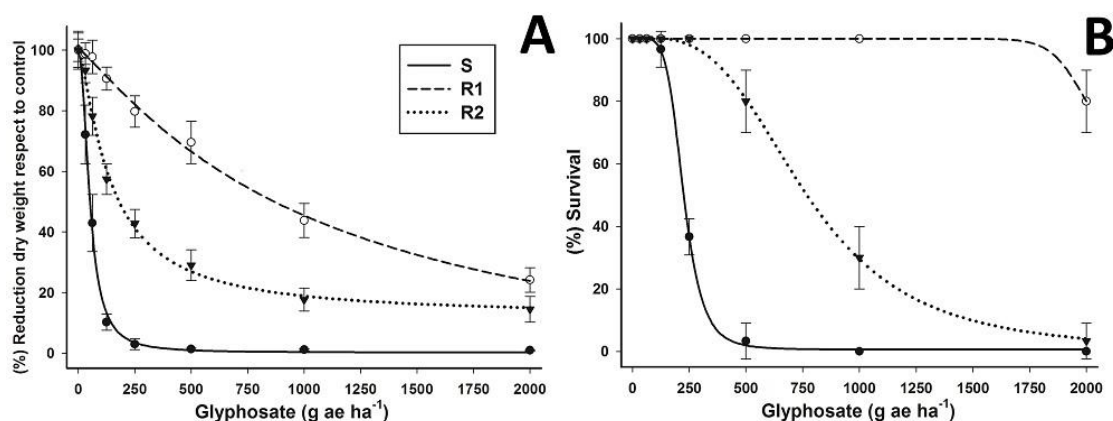 A
(%) Reduction dry weight respect to control
100
80
60
40
20
0
S
R1
R2
0 250 500 750 1000 1250 1500 1750 2000
Glyphosate (g ae ha⁻¹)
B
(%) Survival
100
80
60
40
20
0
0 250 500 750 1000 1250 1500 1750 2000
Glyphosate (g ae ha⁻¹)